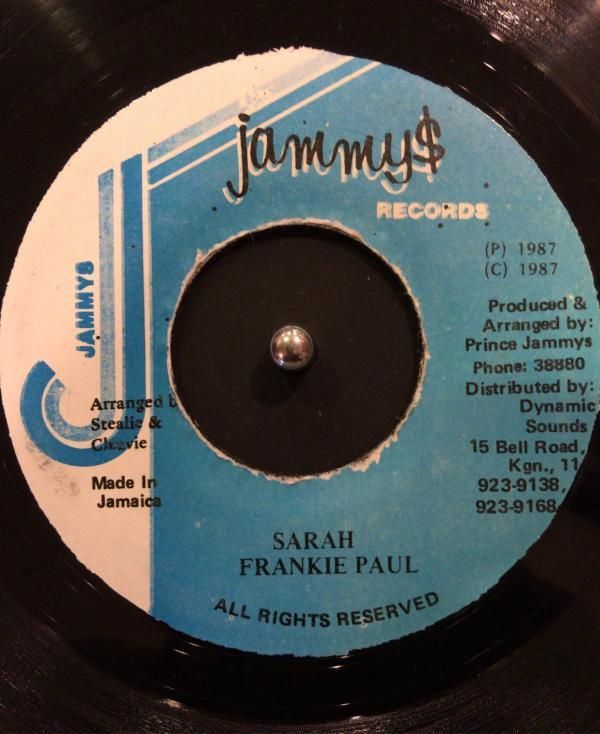 jammy$
RECORDS
(P) 1987
(C) 1987
Produced &
Arranged by:
Prince Jammys
Phone: 38880
Distributed by:
Dynamic
Sounds
15 Bell Road,
Kgn., 11
923-9138,
923-9168,
JAMMYS
Arranged b
Stealie &
Cleavie
Made In
Jamaica
SARAH
FRANKIE PAUL
ALL RIGHTS RESERVED